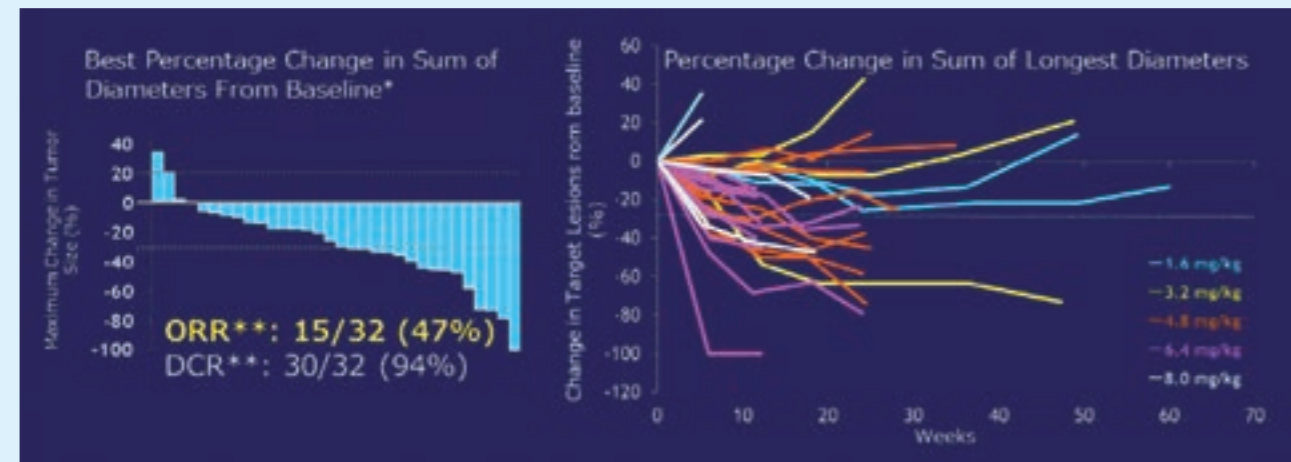 Best Percentage Change in Sum of
Diameters From Baseline*
Maximum Change in Tumor
Size (%)
40
20
0
-20
-40
-60
-80
-100
ORR**: 15/32 (47%)
DCR**: 30/32 (94%)
Percentage Change in Sum of Longest Diameters
Change in Target Lesions rom baseline
(%)
60
40
20
0
-20
-40
-60
-80
-100
-120
0 10 20 30 40 50 60 70
Weeks
1.6 mg/kg
3.2 mg/kg
4.8 mg/kg
6.4 mg/kg
8.0 mg/kg